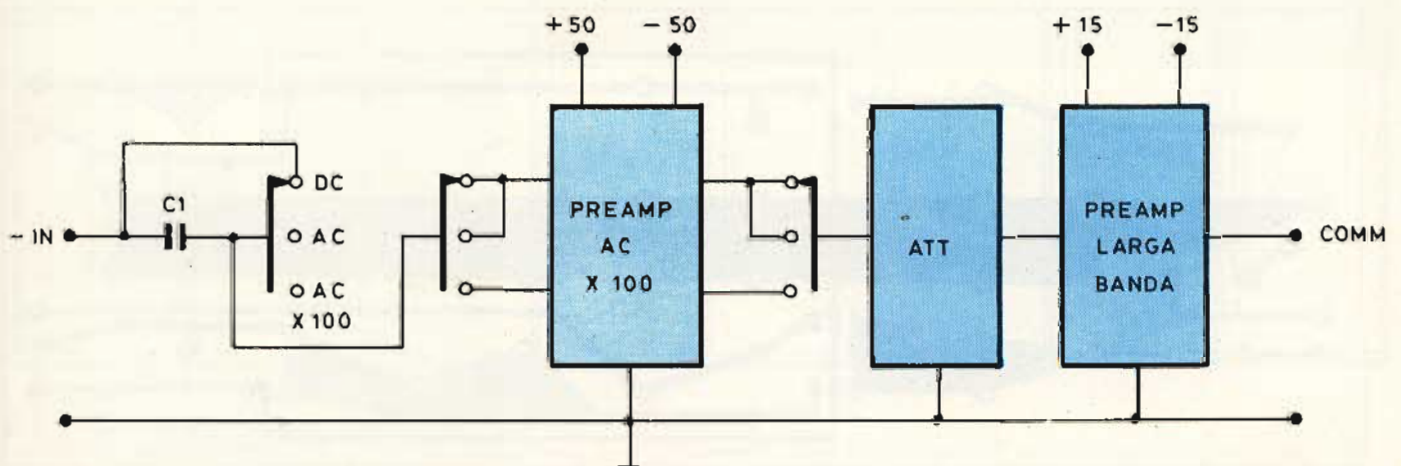 +50 -50
+15 -15
DC
C1
- IN
AC
AC
X 100
PREAMP
AC
X 100
ATT
PREAMP
LARGA
BANDA
COMM